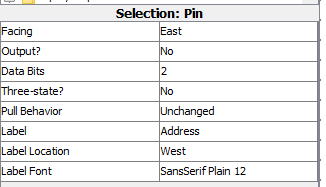 Selection: Pin
Facing East
Output? No
Data Bits 2
Three-state? No
Pull Behavior Unchanged
Label Address
Label Location West
Label Font SansSerif Plain 12